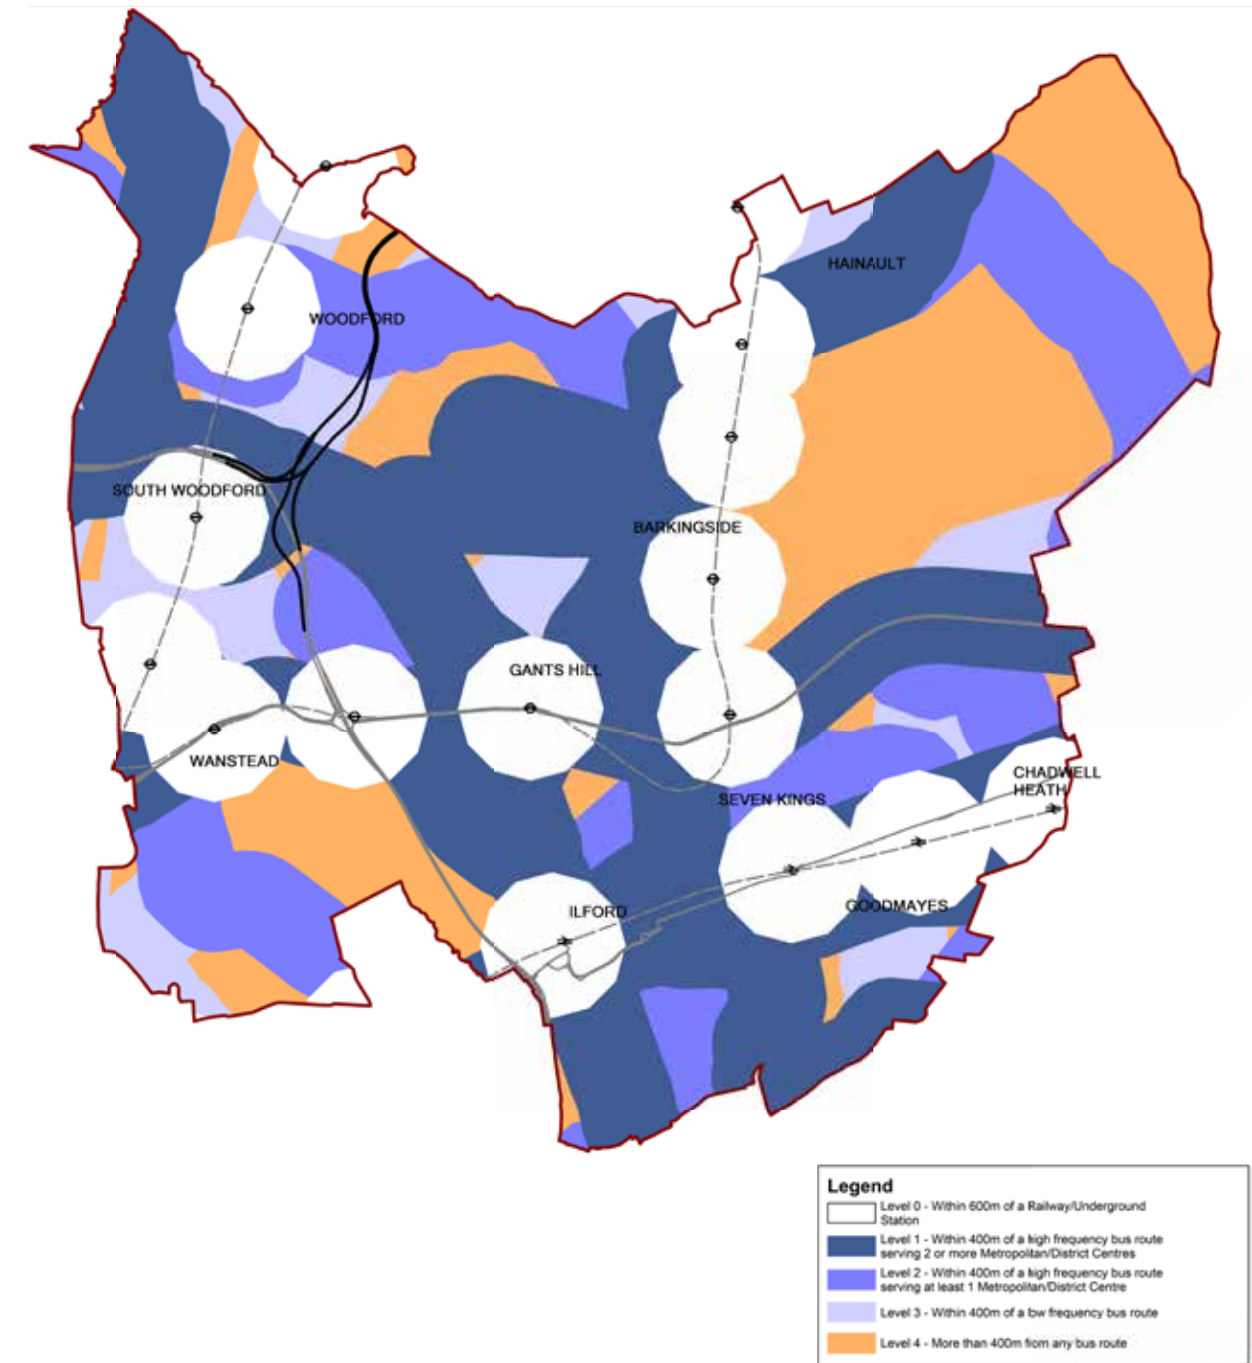 HAINAULT
WOODFORD
SOUTH WOODFORD
BARKINGSIDE
GANTS HILL
WANSTEAD
CHADWELL
HEATH
SEVEN KINGS
GOODMAYES
ILFORD
Legend
Level 0 - Within 600m of a Railway/Underground
Station
Level 1 - Within 400m of a high frequency bus route
serving 2 or more Metropolitan/District Centres
Level 2 - Within 400m of a high frequency bus route
serving at least 1 Metropolitan/District Centre
Level 3 - Within 400m of a low frequency bus route
Level 4 - More than 400m from any bus route